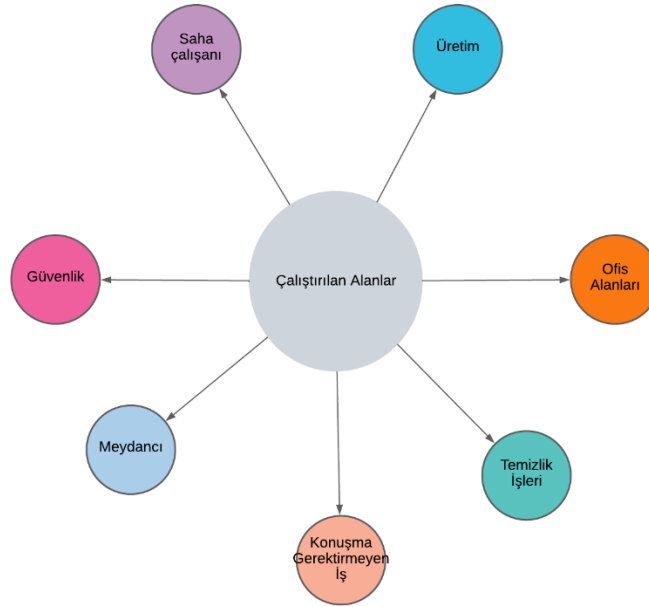 Saha
çalışanı
Üretim
Güvenlik
Çalıştırılan Alanlar
Ofis
Alanları
Meydancı
Temizlik
İşleri
Konuşma
Gerektirmeyen
İş